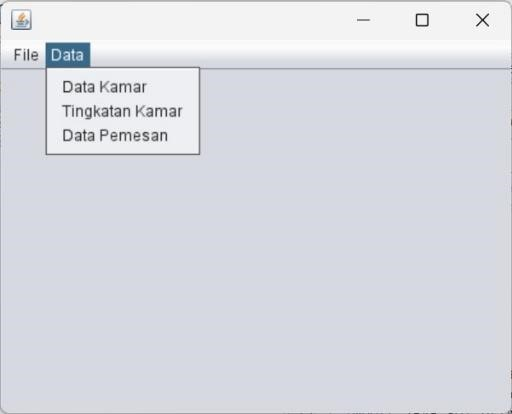 File Data
Data Kamar
Tingkatan Kamar
Data Pemesan